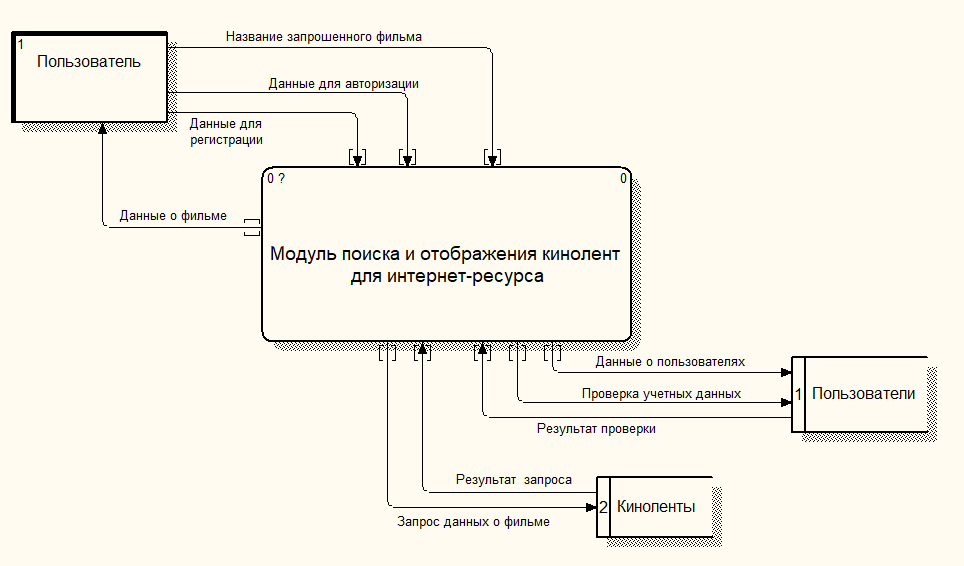 1
Пользователь
Название запрошенного фильма
Данные для авторизации
Данные для
регистрации
Данные о фильме
0 ?
0
Модуль поиска и отображения кинолент
для интернет-ресурса
Данные о пользователях
Проверка учетных данных
Результат проверки
1
Пользователи
Результат запроса
Запрос данных о фильме
2
Киноленты